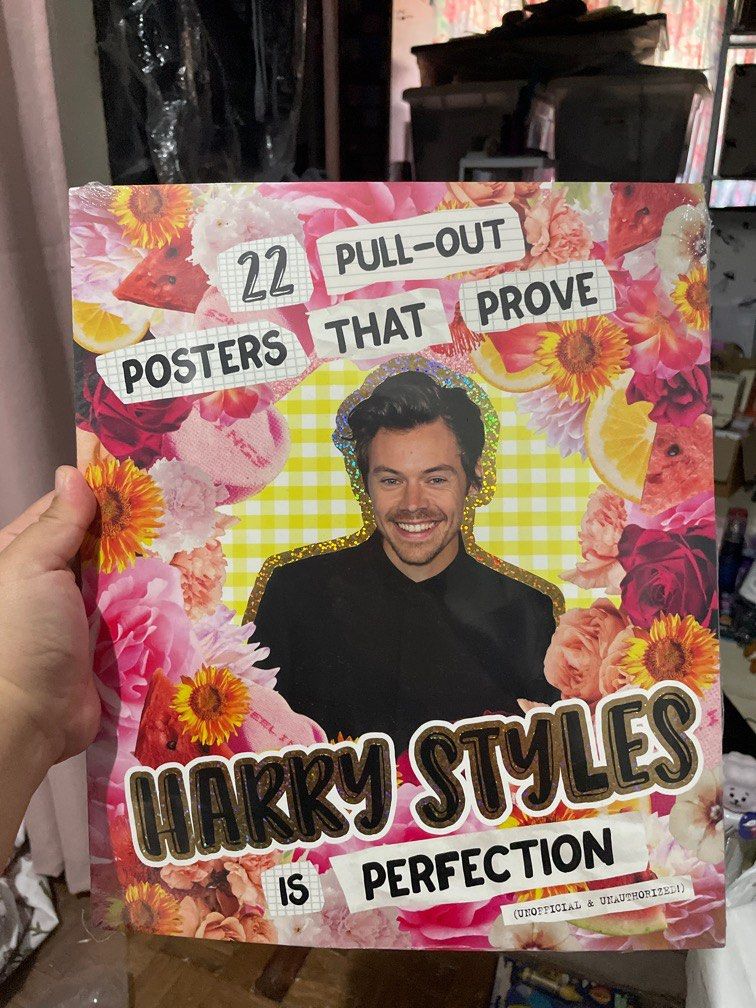 22 PULL-OUT
POSTERS THAT PROVE
HARRY STYLES
IS PERFECTION
(UNOFFICIAL & UNAUTHORIZED!)